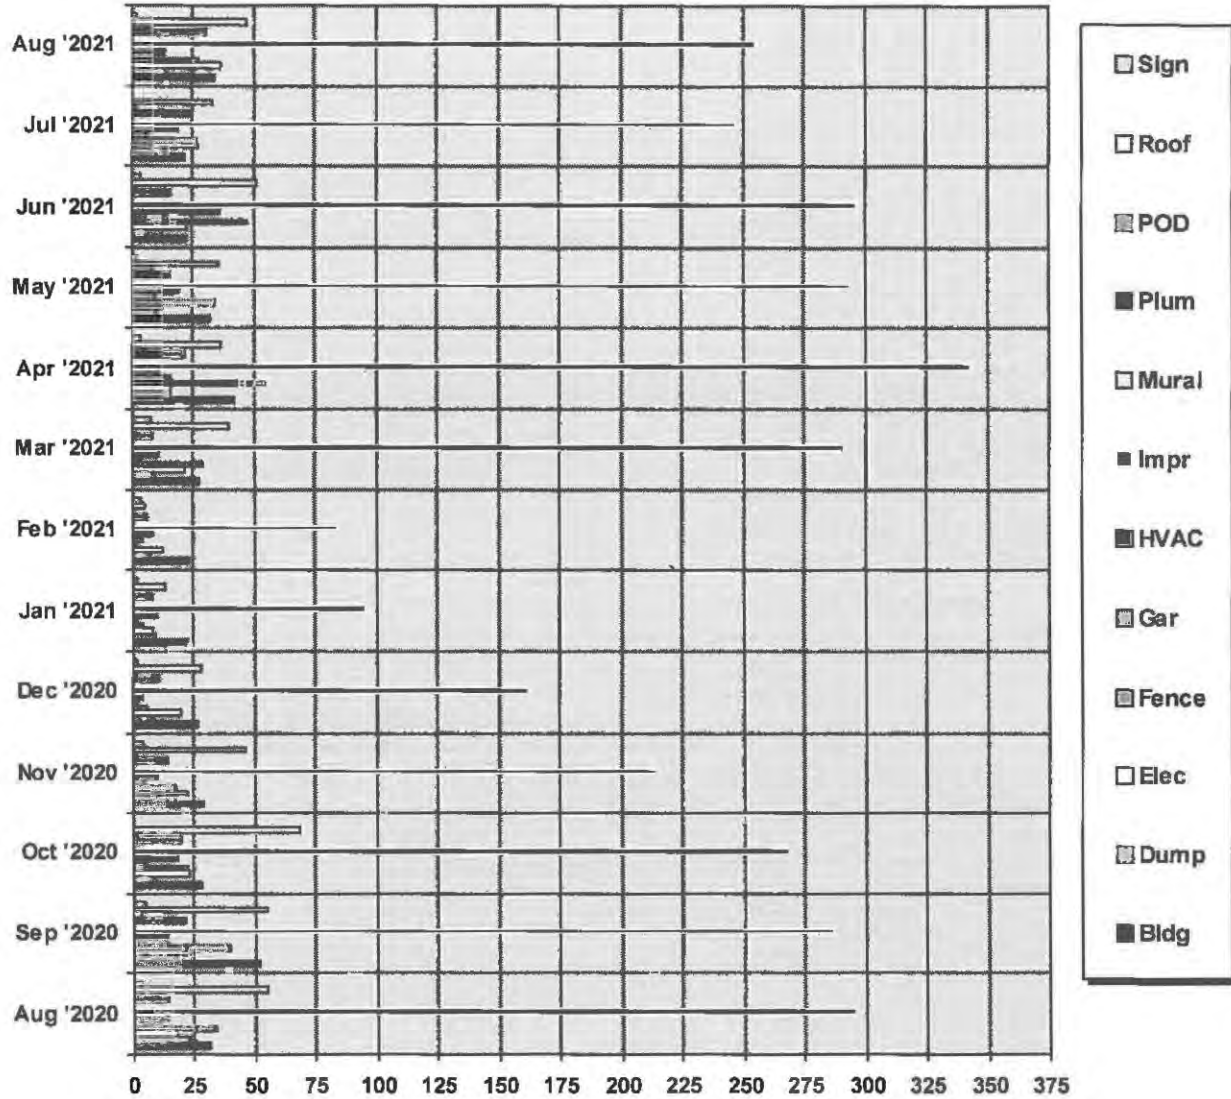 Aug '2021
Jul '2021
Jun '2021
May '2021
Apr '2021
Mar '2021
Feb '2021
Jan '2021
Dec '2020
Nov '2020
Oct '2020
Sep '2020
Aug '2020
0 25 50 75 100 125 150 175 200 225 250 275 300 325 350 375
Sign
Roof
POD
Plum
Mural
Impr
HVAC
Gar
Fence
Elec
Dump
Bldg